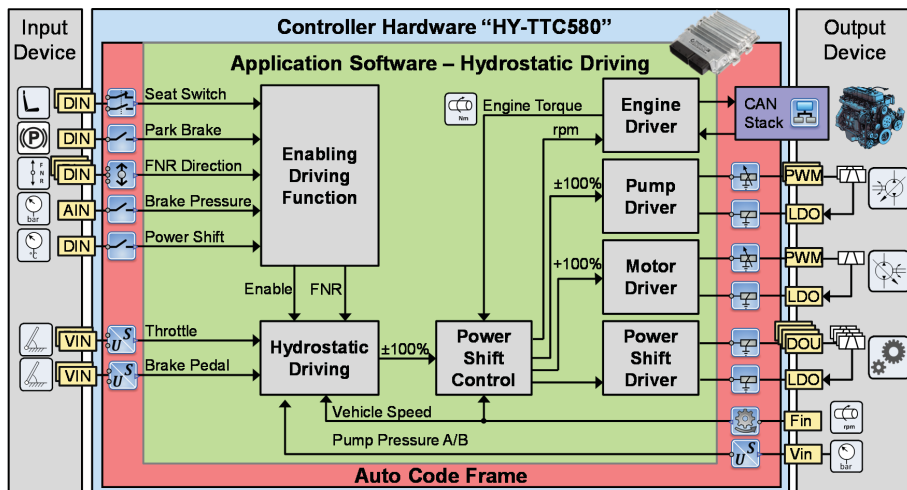 Input
Device
Controller Hardware “HY-TTC580”
Output
Device
Application Software – Hydrostatic Driving
DIN
Seat Switch
DIN
Park Brake
F
N
R
DIN
FNR Direction
bar
AIN
Brake Pressure
°c
DIN
Power Shift
Enabling
Driving
Function
Enable
FNR
VIN
U
S
Throttle
VIN
U
S
Brake Pedal
Hydrostatic
Driving
±100%
Power
Shift
Control
Nm
Engine Torque
rpm
±100%
+100%
Engine
Driver
Pump
Driver
Motor
Driver
Power
Shift
Driver
CAN
Stack
PWM
LDO
PWM
LDO
DOU
LDO
Vehicle Speed
Fin
rpm
Pump Pressure A/B
U
S
Vin
bar
Auto Code Frame